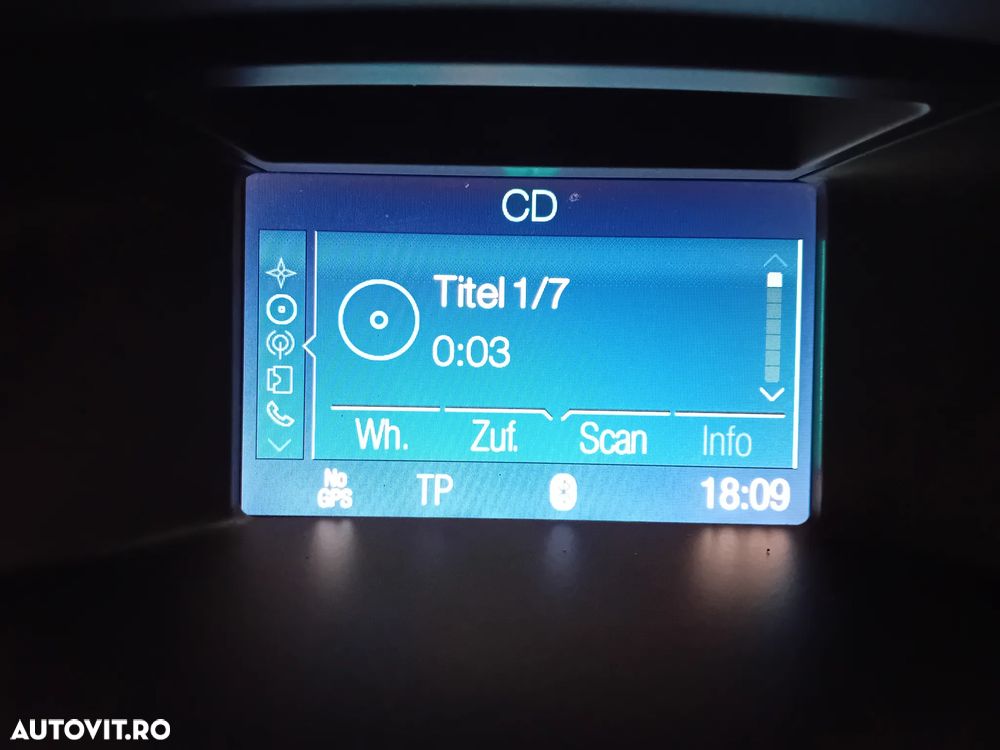 CD
Titel 1/7
0:03
Wh. Zuf. Scan Info
No GPS TP 18:09
AUTOVIT.RO